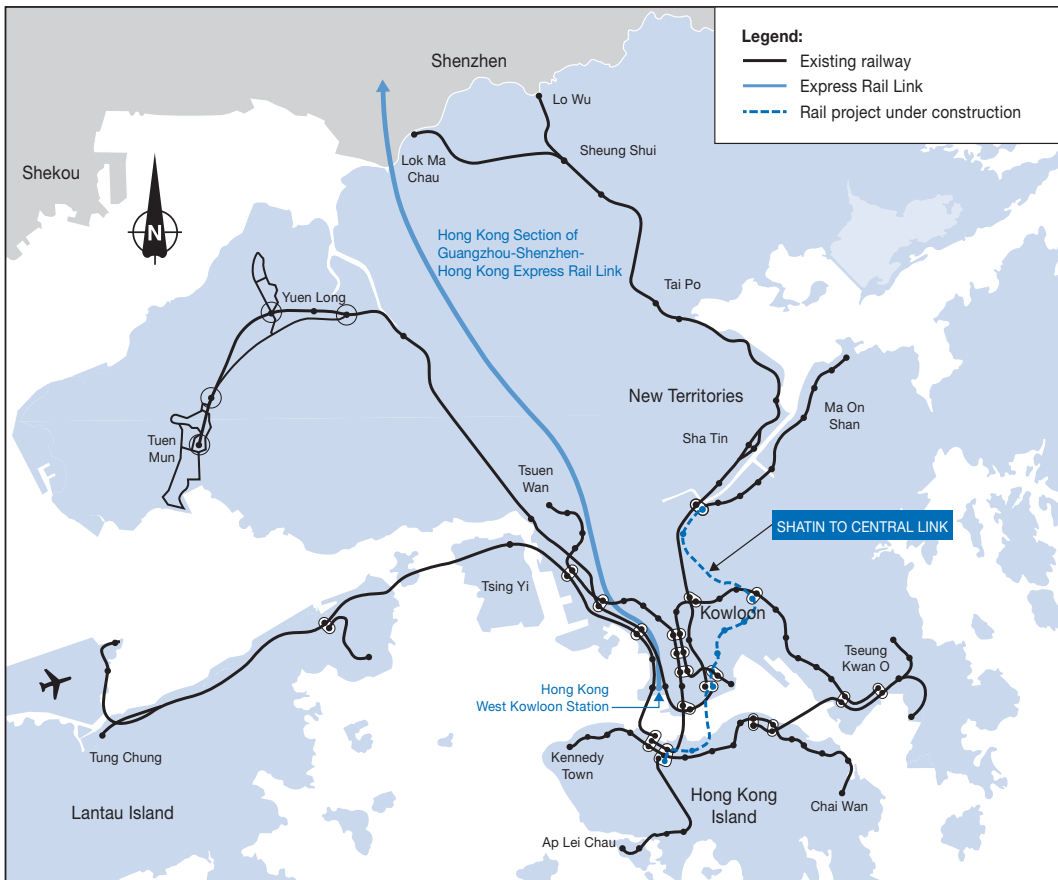 Legend:
Existing railway
Express Rail Link
Rail project under construction
Shenzhen
Lo Wu
Lok Ma
Chau
Sheung Shui
Shekou
N
Hong Kong Section of
Guangzhou-Shenzhen-
Hong Kong Express Rail Link
Yuen Long
Tai Po
New Territories
Ma On
Shan
Sha Tin
Tuen
Mun
Tsuen
Wan
SHATIN TO CENTRAL LINK
Tsing Yi
Kowloon
Tseung
Kwan O
Hong Kong
West Kowloon Station
Tung Chung
Kennedy
Town
Lantau Island
Hong Kong
Island
Chai Wan
Ap Lei Chau